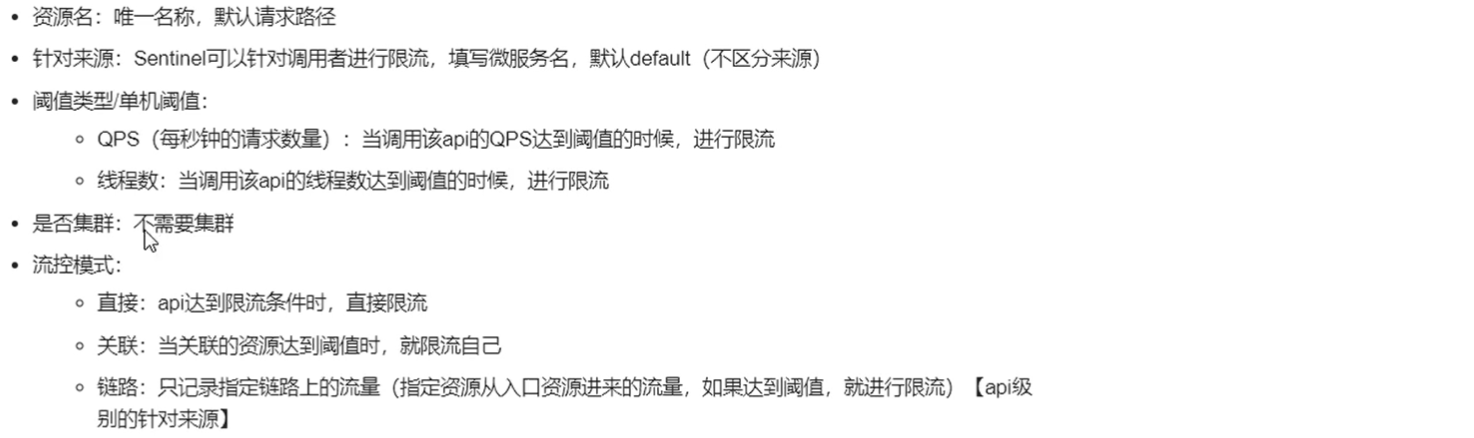 • 资源名：唯一名称，默认请求路径
• 针对来源：Sentinel可以针对调用者进行限流，填写微服务名，默认default（不区分来源）
• 阈值类型/单机阈值：
◦ QPS（每秒钟的请求数量）：当调用该api的QPS达到阈值的时候，进行限流
◦ 线程数：当调用该api的线程数达到阈值的时候，进行限流
• 是否集群：不需要集群
• 流控模式：
◦ 直接：api达到限流条件时，直接限流
◦ 关联：当关联的资源达到阈值时，就限流自己
◦ 链路：只记录指定链路上的流量（指定资源从入口资源进来的流量，如果达到阈值，就进行限流）【api级
别的针对来源】